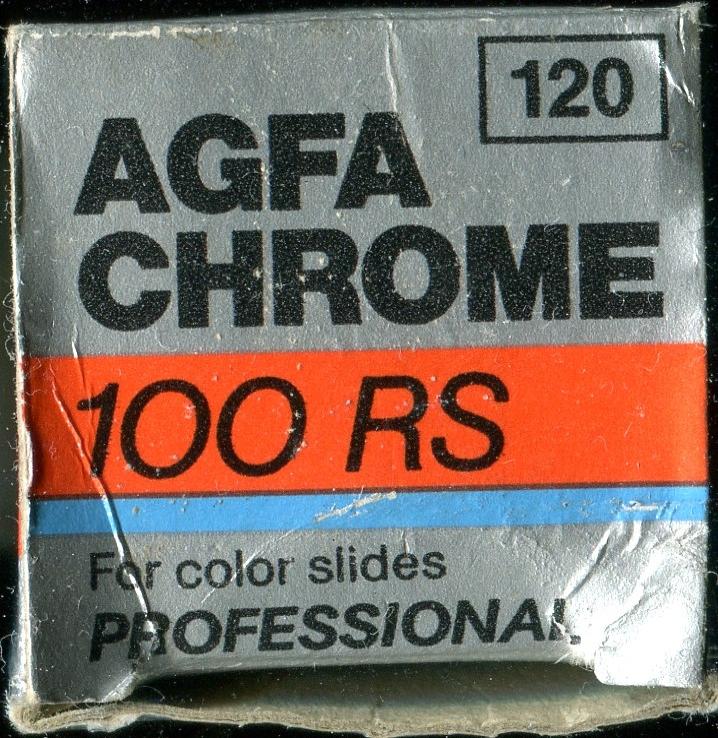 120
AGFA
CHROME
100 RS
For color slides
PROFESSIONAL